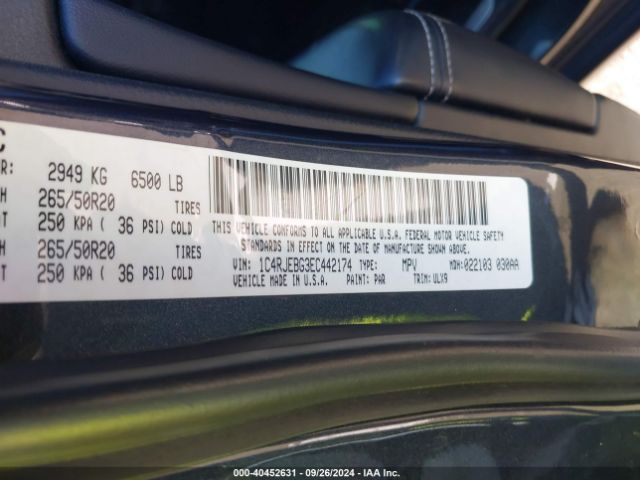 C
R: 2949 KG 6500 LB
H 265/50R20 TIRES
T 250 KPA ( 36 PSI) COLD
H 265/50R20 TIRES
T 250 KPA ( 36 PSI) COLD
THIS VEHICLE CONFORMS TO ALL APPLICABLE U.S.A. FEDERAL MOTOR VEHICLE SAFETY
STANDARDS IN EFFECT ON THE DATE OF MANUFACTURE SHOWN ABOVE.
VIN: 1C4RJEBG3EC442174 TYPE: MPV MDH:022103 030AA
VEHICLE MADE IN U.S.A. PAINT: PAR TRIM: ULX9
00-40452631 - 09/26/2024 - IAA Inc.